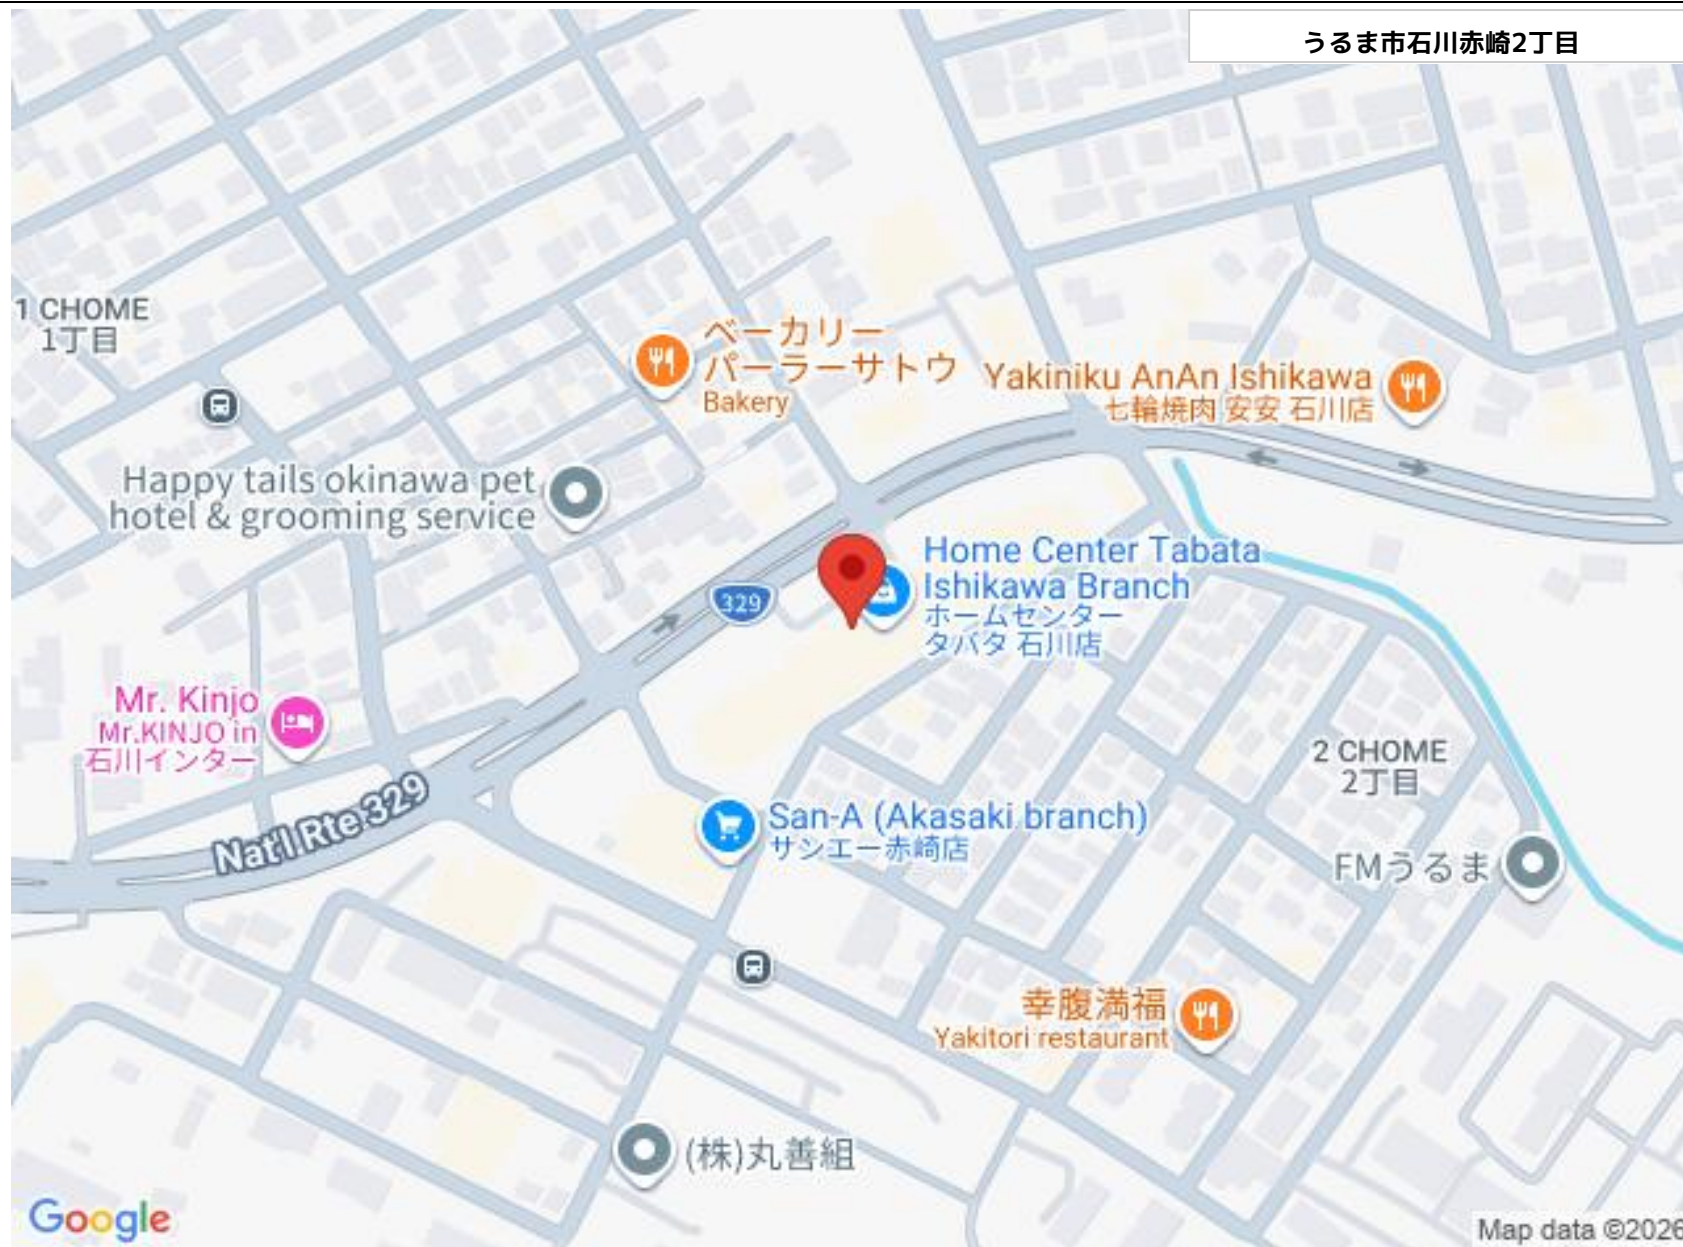 うるま市石川赤崎2丁目
1 CHOME
1丁目
ベーカリー
パーラーサトウ
Bakery
Yakiniku AnAn Ishikawa
七輪焼肉 安安 石川店
Happy tails okinawa pet
hotel & grooming service
Home Center Tabata
Ishikawa Branch
ホームセンター
タバタ 石川店
329
Mr. Kinjo
Mr.KINJO in
石川インター
Nat'l Rte 329
2 CHOME
2丁目
San-A (Akasaki branch)
サンエー赤崎店
FMうるま
幸腹満福
Yakitori restaurant
(株)丸善組
Google
Map data ©2026